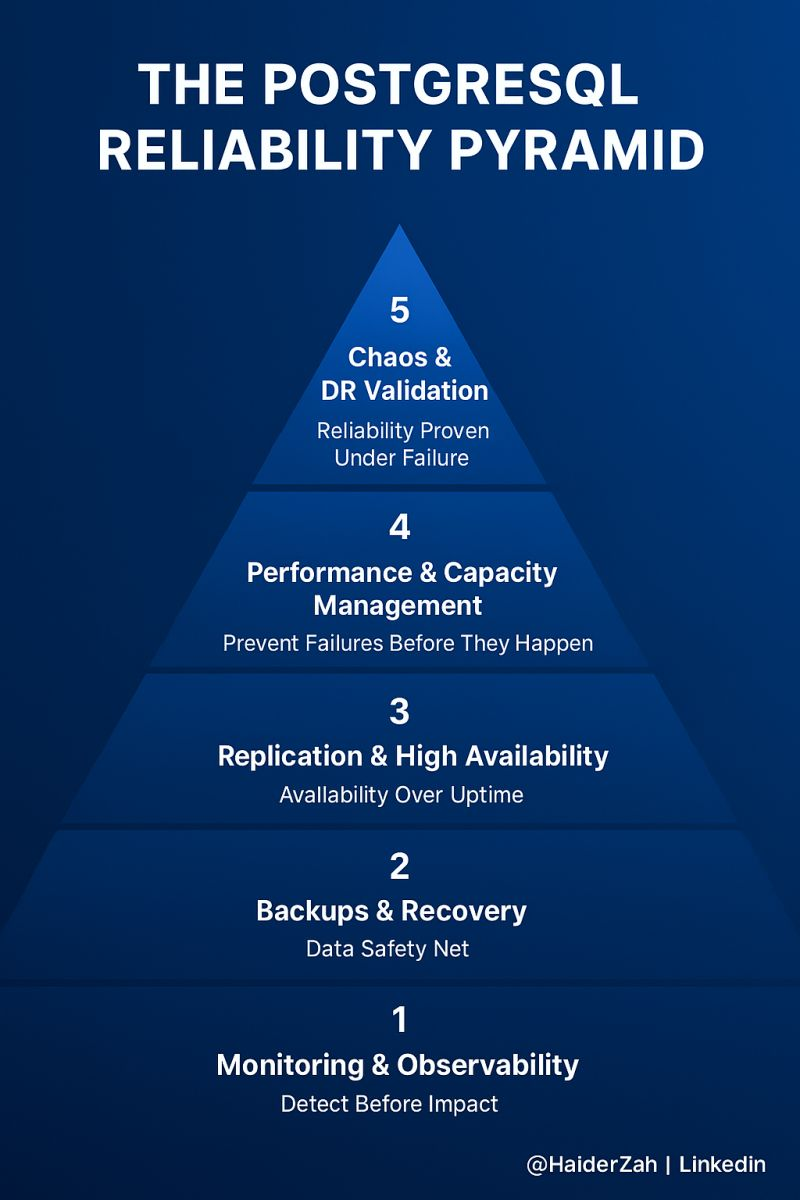 THE POSTGRESQL
RELIABILITY PYRAMID
5
Chaos &
DR Validation
Reliability Proven
Under Failure
4
Performance & Capacity
Management
Prevent Failures Before They Happen
3
Replication & High Availability
Avallability Over Uptime
2
Backups & Recovery
Data Safety Net
1
Monitoring & Observability
Detect Before Impact
@HaiderZah | Linkedin